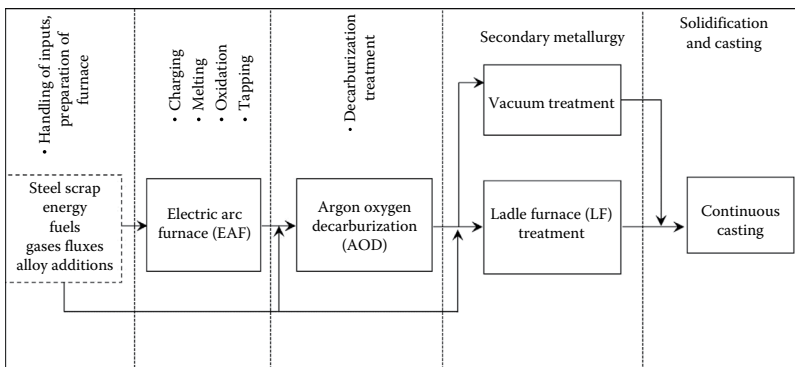 • Handling of inputs,
preparation of
furnace
• Charging
• Melting
• Oxidation
• Tapping
• Decarburization
treatment
Secondary metallurgy
Solidification
and casting
Steel scrap
energy
fuels
gases fluxes
alloy additions
Electric arc
furnace (EAF)
Argon oxygen
decarburization
(AOD)
Vacuum treatment
Ladle furnace (LF)
treatment
Continuous
casting